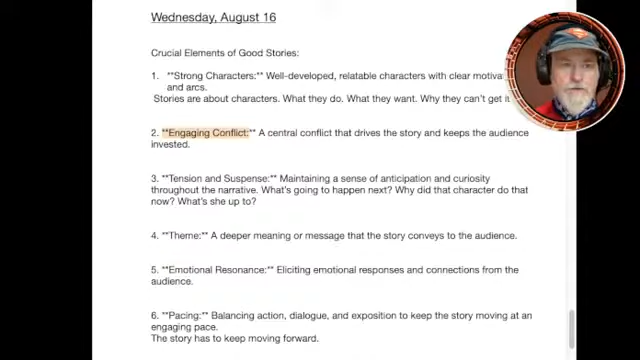 Wednesday, August 16
Crucial Elements of Good Stories:
1. **Strong Characters:** Well-developed, relatable characters with clear
and arcs.
Stories are about characters. What they do. What they want. Why they can't get it
2. **Engaging Conflict:** A central conflict that drives the story and keeps the audience
invested.
3. **Tension and Suspense:** Maintaining a sense of anticipation and curiosity
throughout the narrative. What's going to happen next? Why did that character do that
now? What's she up to?
4. **Theme:** A deeper meaning or message that the story conveys to the audience.
5. **Emotional Resonance:** Eliciting emotional responses and connections from the
audience.
6. **Pacing:** Balancing action, dialogue, and exposition to keep the story moving at an
engaging pace.
The story has to keep moving forward.